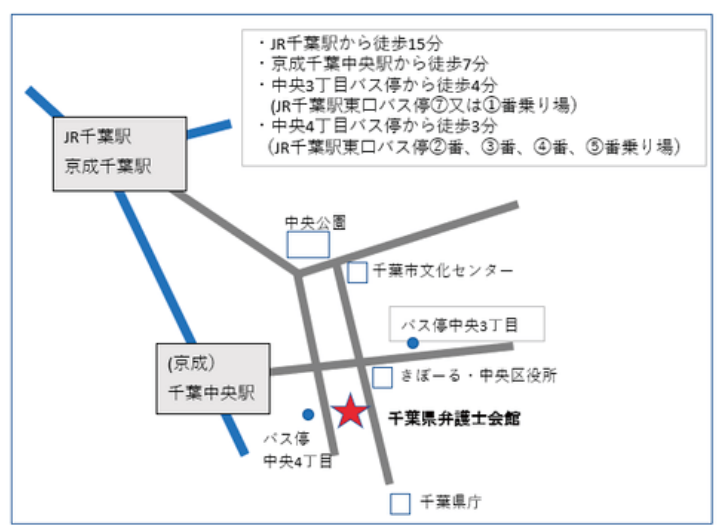 ・JR千葉駅から徒歩15分
・京成千葉中央駅から徒歩7分
・中央3丁目バス停から徒歩4分
(JR千葉駅東口バス停⑦又は①番乗り場)
・中央4丁目バス停から徒歩3分
(JR千葉駅東口バス停②番、③番、④番、⑤番乗り場)
JR千葉駅
京成千葉駅
中央公園
千葉市文化センター
バス停中央3丁目
(京成)
千葉中央駅
きぼーる・中央区役所
千葉県弁護士会館
バス停
中央4丁目
千葉県庁